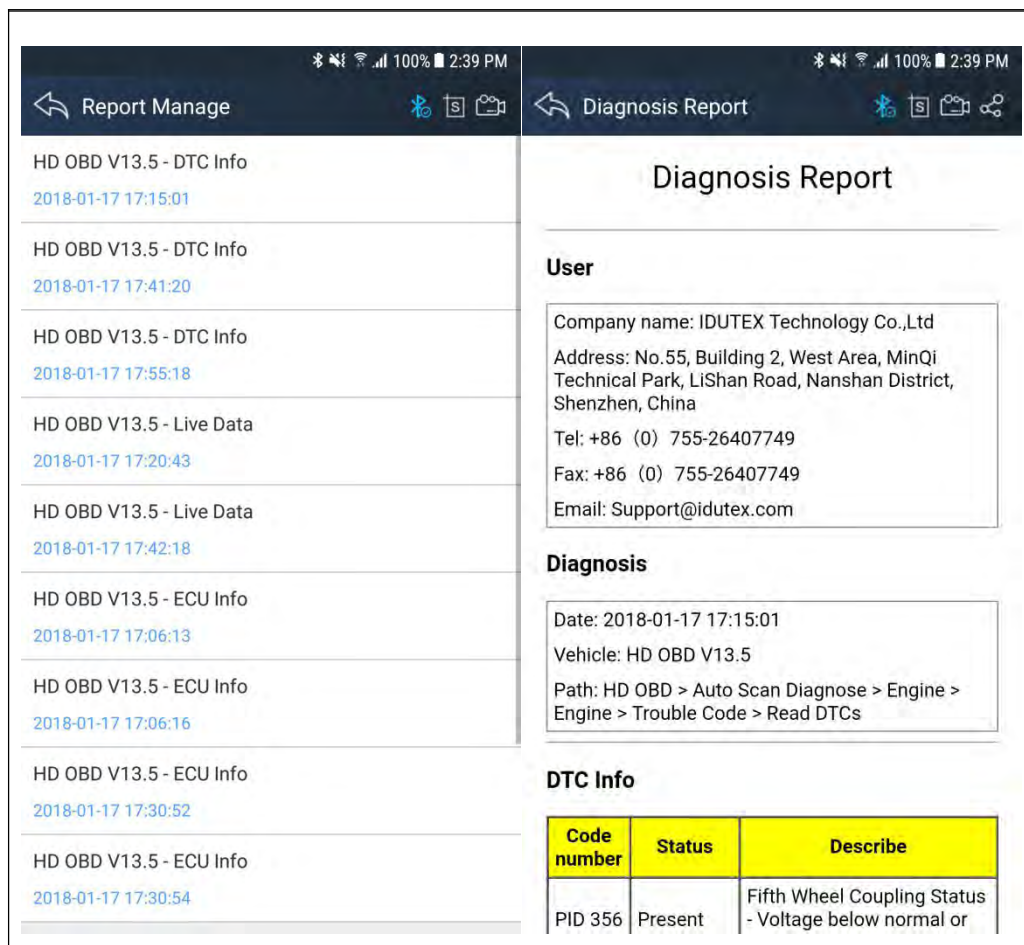 100% 2:39 PM
Report Manage
HD OBD V13.5 - DTC Info
2018-01-17 17:15:01
HD OBD V13.5 - DTC Info
2018-01-17 17:41:20
HD OBD V13.5 - DTC Info
2018-01-17 17:55:18
HD OBD V13.5 - Live Data
2018-01-17 17:20:43
HD OBD V13.5 - Live Data
2018-01-17 17:42:18
HD OBD V13.5 - ECU Info
2018-01-17 17:06:13
HD OBD V13.5 - ECU Info
2018-01-17 17:06:16
HD OBD V13.5 - ECU Info
2018-01-17 17:30:52
HD OBD V13.5 - ECU Info
2018-01-17 17:30:54
100% 2:39 PM
Diagnosis Report
Diagnosis Report
User
Company name: IDUTEX Technology Co.,Ltd
Address: No.55, Building 2, West Area, MinQi
Technical Park, LiShan Road, Nanshan District,
Shenzhen, China
Tel: +86（0）755-26407749
Fax: +86（0）755-26407749
Email: Support@idutex.com
Diagnosis
Date: 2018-01-17 17:15:01
Vehicle: HD OBD V13.5
Path: HD OBD > Auto Scan Diagnose > Engine >
Engine > Trouble Code > Read DTCs
DTC Info
Code number
Status
Describe
PID 356
Present
Fifth Wheel Coupling Status
- Voltage below normal or